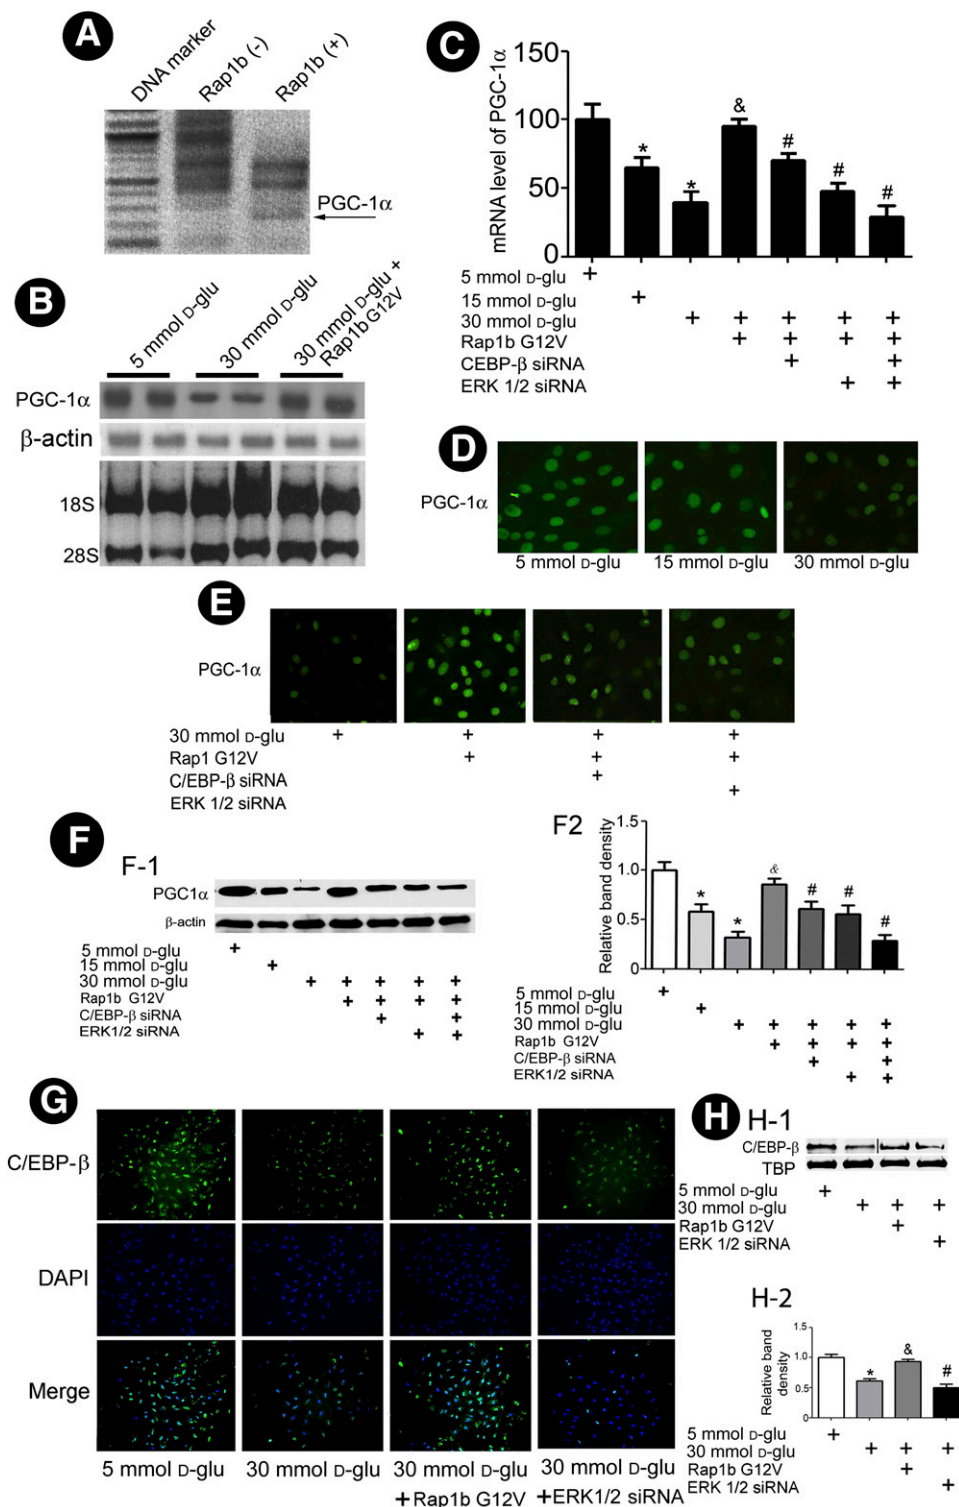 A
DNA marker
Rap1b (-)
Rap1b (+)
PGC-1α
B
5 mmol D-glu
30 mmol D-glu
30 mmol D-glu +
Rap1b G12V
PGC-1α
β-actin
18S
28S
C
mRNA level of PGC-1α
150
100
50
0
* * & # # #
5 mmol D-glu +
15 mmol D-glu +
30 mmol D-glu + + + + +
Rap1b G12V + + + +
CEBP-β siRNA + +
ERK 1/2 siRNA + +
D
PGC-1α
5 mmol D-glu 15 mmol D-glu 30 mmol D-glu
E
PGC-1α
30 mmol D-glu + + + +
Rap1 G12V + + +
C/EBP-β siRNA +
ERK 1/2 siRNA +
F
F-1
PGC1α
β-actin
5 mmol D-glu +
15 mmol D-glu +
30 mmol D-glu + + + + +
Rap1b G12V + + + +
C/EBP-β siRNA + +
ERK1/2 siRNA + +
F2
Relative band density
1.5
1.0
0.5
0
* * & # # #
5 mmol D-glu +
15 mmol D-glu +
30 mmol D-glu + + + + +
Rap1b G12V + + + +
C/EBP-β siRNA + +
ERK1/2 siRNA + +
G
C/EBP-β
DAPI
Merge
5 mmol D-glu 30 mmol D-glu 30 mmol D-glu 30 mmol D-glu
+Rap1b G12V +ERK1/2 siRNA
H
H-1
C/EBP-β
TBP
5 mmol D-glu +
30 mmol D-glu + + +
Rap1b G12V +
ERK 1/2 siRNA +
H-2
Relative band
density
1.5
1.0
0.5
0
* & #
5 mmol D-glu +
30 mmol D-glu + + +
Rap1b G12V +
ERK 1/2 siRNA +